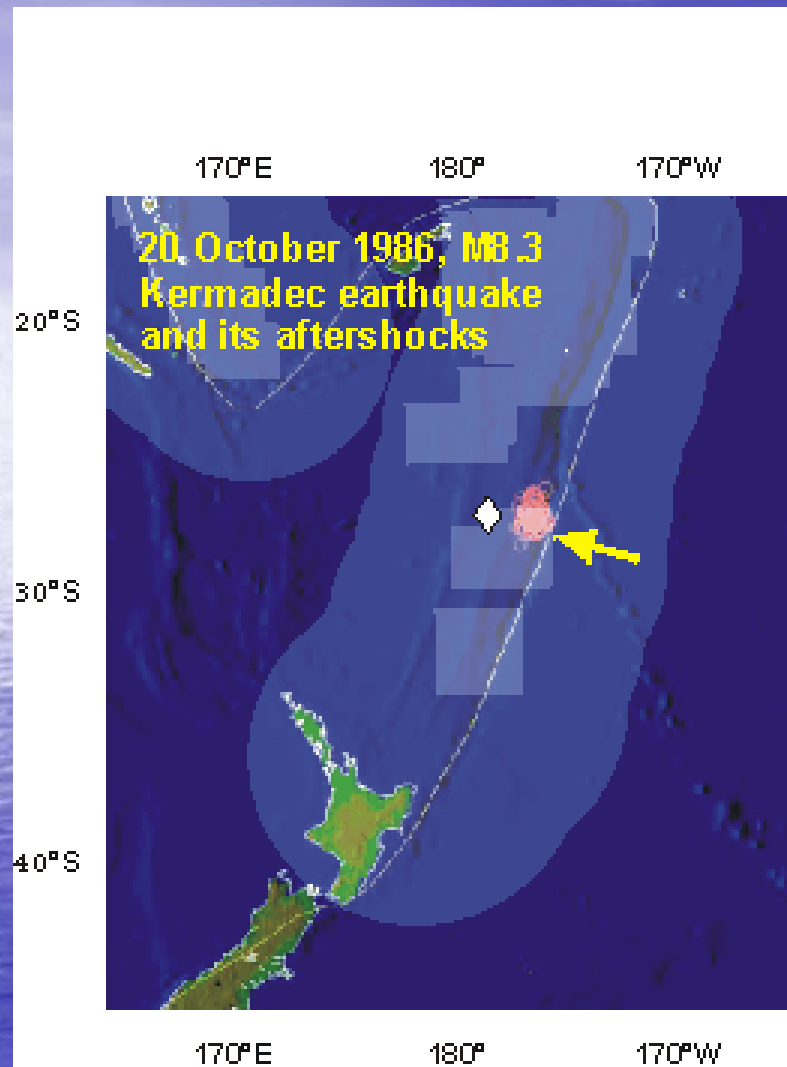 170°E 180° 170°W
20 October 1986, M8.3
Kermadec earthquake
and its aftershocks
20°S
30°S
40°S
170°E 180° 170°W